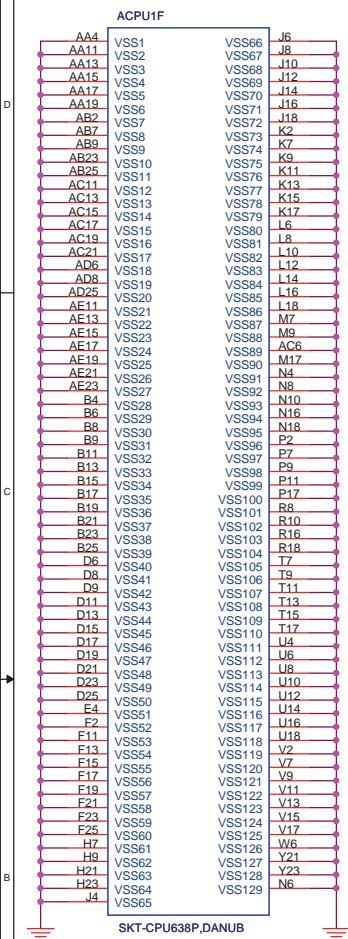 ACPU1F
AA4 VSS1 VSS66 J6
AA11 VSS2 VSS67 J8
AA13 VSS3 VSS68 J10
AA15 VSS4 VSS69 J12
AA17 VSS5 VSS70 J14
AA19 VSS6 VSS71 J16
AB2 VSS7 VSS72 J18
AB7 VSS8 VSS73 K2
AB9 VSS9 VSS74 K7
AB23 VSS10 VSS75 K9
AB25 VSS11 VSS76 K11
AC11 VSS12 VSS77 K13
AC13 VSS13 VSS78 K15
AC15 VSS14 VSS79 K17
AC17 VSS15 VSS80 L6
AC19 VSS16 VSS81 L8
AC21 VSS17 VSS82 L10
AD6 VSS18 VSS83 L12
AD8 VSS19 VSS84 L14
AD25 VSS20 VSS85 L16
AE11 VSS21 VSS86 L18
AE13 VSS22 VSS87 M7
AE15 VSS23 VSS88 M9
AE17 VSS24 VSS89 AC6
AE19 VSS25 VSS90 M17
AE21 VSS26 VSS91 N4
AE23 VSS27 VSS92 N8
B4 VSS28 VSS93 N10
B6 VSS29 VSS94 N16
B8 VSS30 VSS95 N18
B9 VSS31 VSS96 P2
B11 VSS32 VSS97 P7
B13 VSS33 VSS98 P9
B15 VSS34 VSS99 P11
B17 VSS35 VSS100 P17
B19 VSS36 VSS101 R8
B21 VSS37 VSS102 R10
B23 VSS38 VSS103 R16
B25 VSS39 VSS104 R18
D6 VSS40 VSS105 T7
D8 VSS41 VSS106 T9
D9 VSS42 VSS107 T11
D11 VSS43 VSS108 T13
D13 VSS44 VSS109 T15
D15 VSS45 VSS110 T17
D17 VSS46 VSS111 U4
D19 VSS47 VSS112 U6
D21 VSS48 VSS113 U8
D23 VSS49 VSS114 U10
D25 VSS50 VSS115 U12
E4 VSS51 VSS116 U14
F2 VSS52 VSS117 U16
F11 VSS53 VSS118 U18
F13 VSS54 VSS119 V2
F15 VSS55 VSS120 V7
F17 VSS56 VSS121 V9
F19 VSS57 VSS122 V11
F21 VSS58 VSS123 V13
F23 VSS59 VSS124 V15
F25 VSS60 VSS125 V17
H7 VSS61 VSS126 W6
H9 VSS62 VSS127 Y21
H21 VSS63 VSS128 Y23
H23 VSS64 VSS129 N6
J4 VSS65
SKT-CPU638P,DANUB
D
C
B